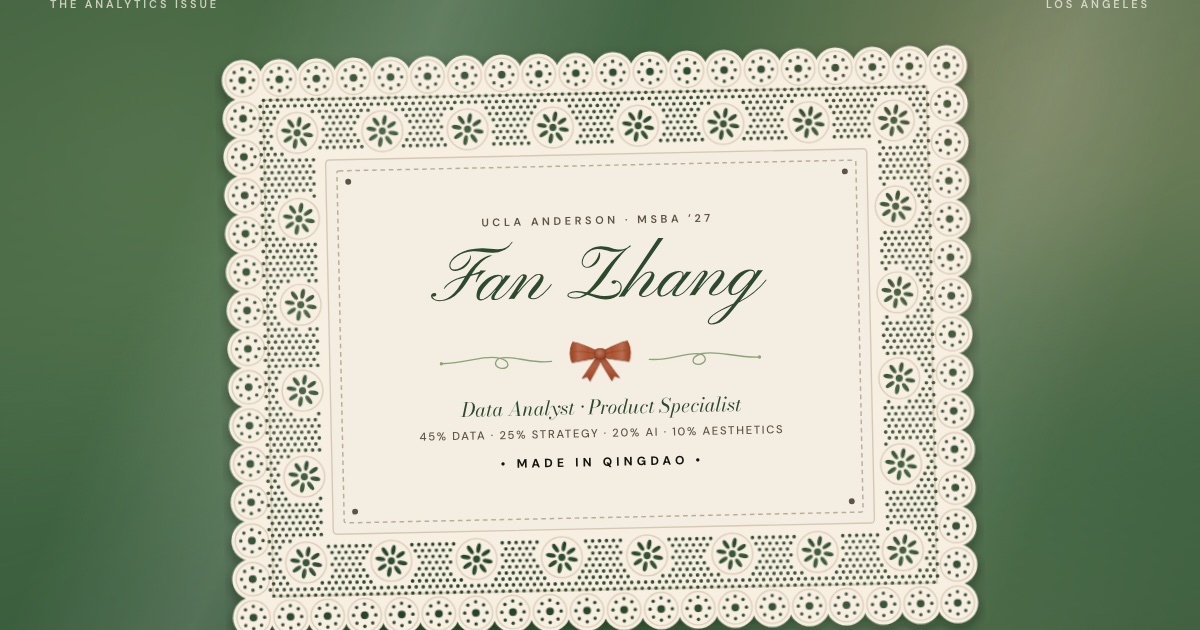 THE ANALYTICS ISSUE
LOS ANGELES
UCLA ANDERSON · MSBA ’27
Fan Zhang
Data Analyst · Product Specialist
45% DATA · 25% STRATEGY · 20% AI · 10% AESTHETICS
• MADE IN QINGDAO •